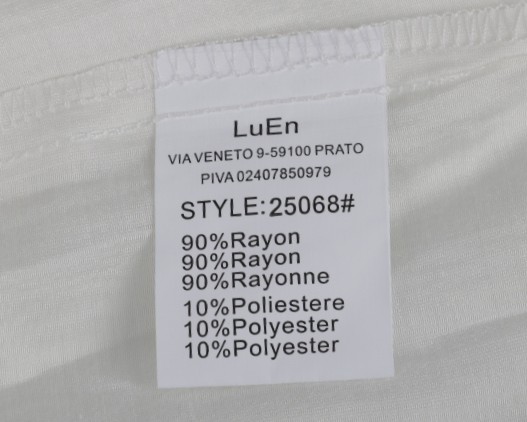 LuEn
VIA VENETO 9-59100 PRATO
PIVA 02407850979
STYLE:25068#
90%Rayon
90%Rayon
90%Rayonne
10%Poliestere
10%Polyester
10%Polyester